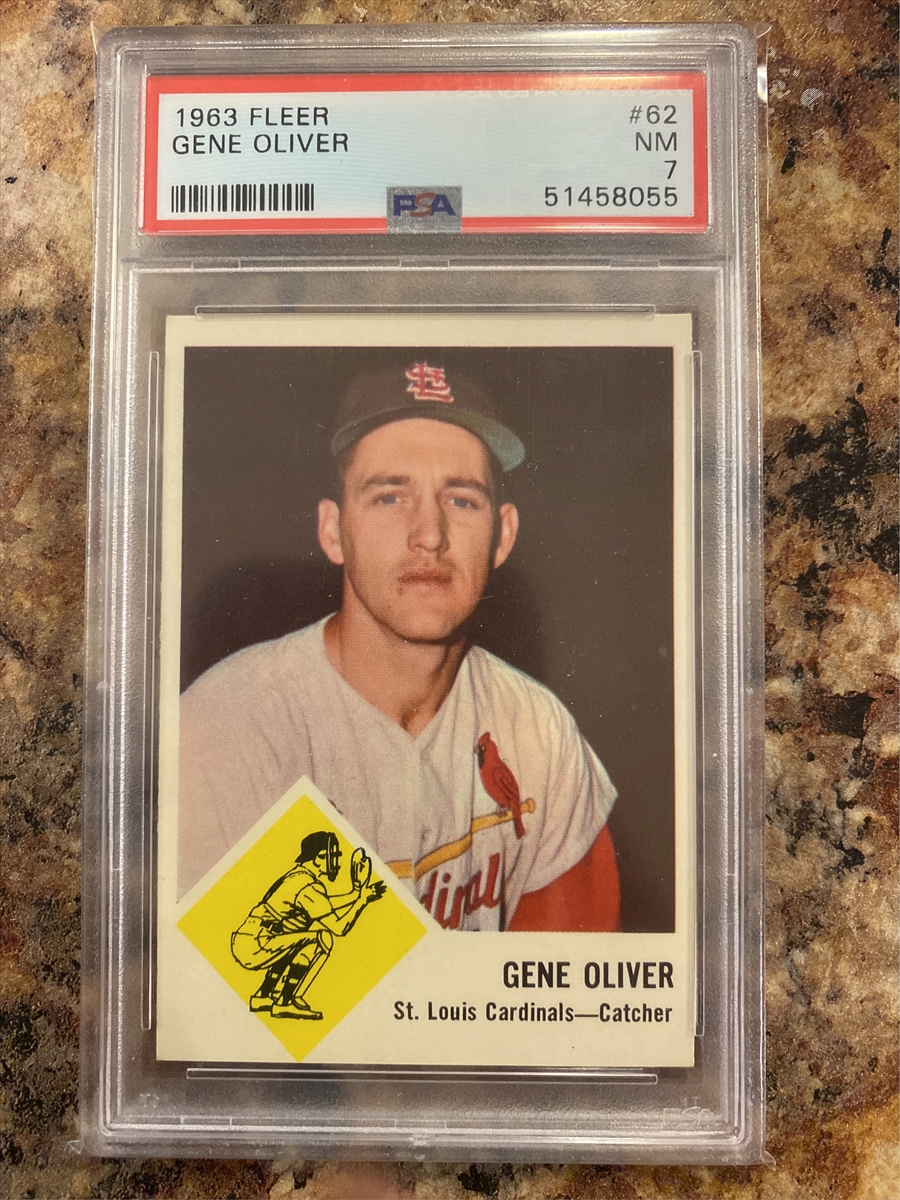 1963 FLEER
#62
GENE OLIVER
NM
7
51458055
PSA
STL
dinal
GENE OLIVER
St. Louis Cardinals—Catcher